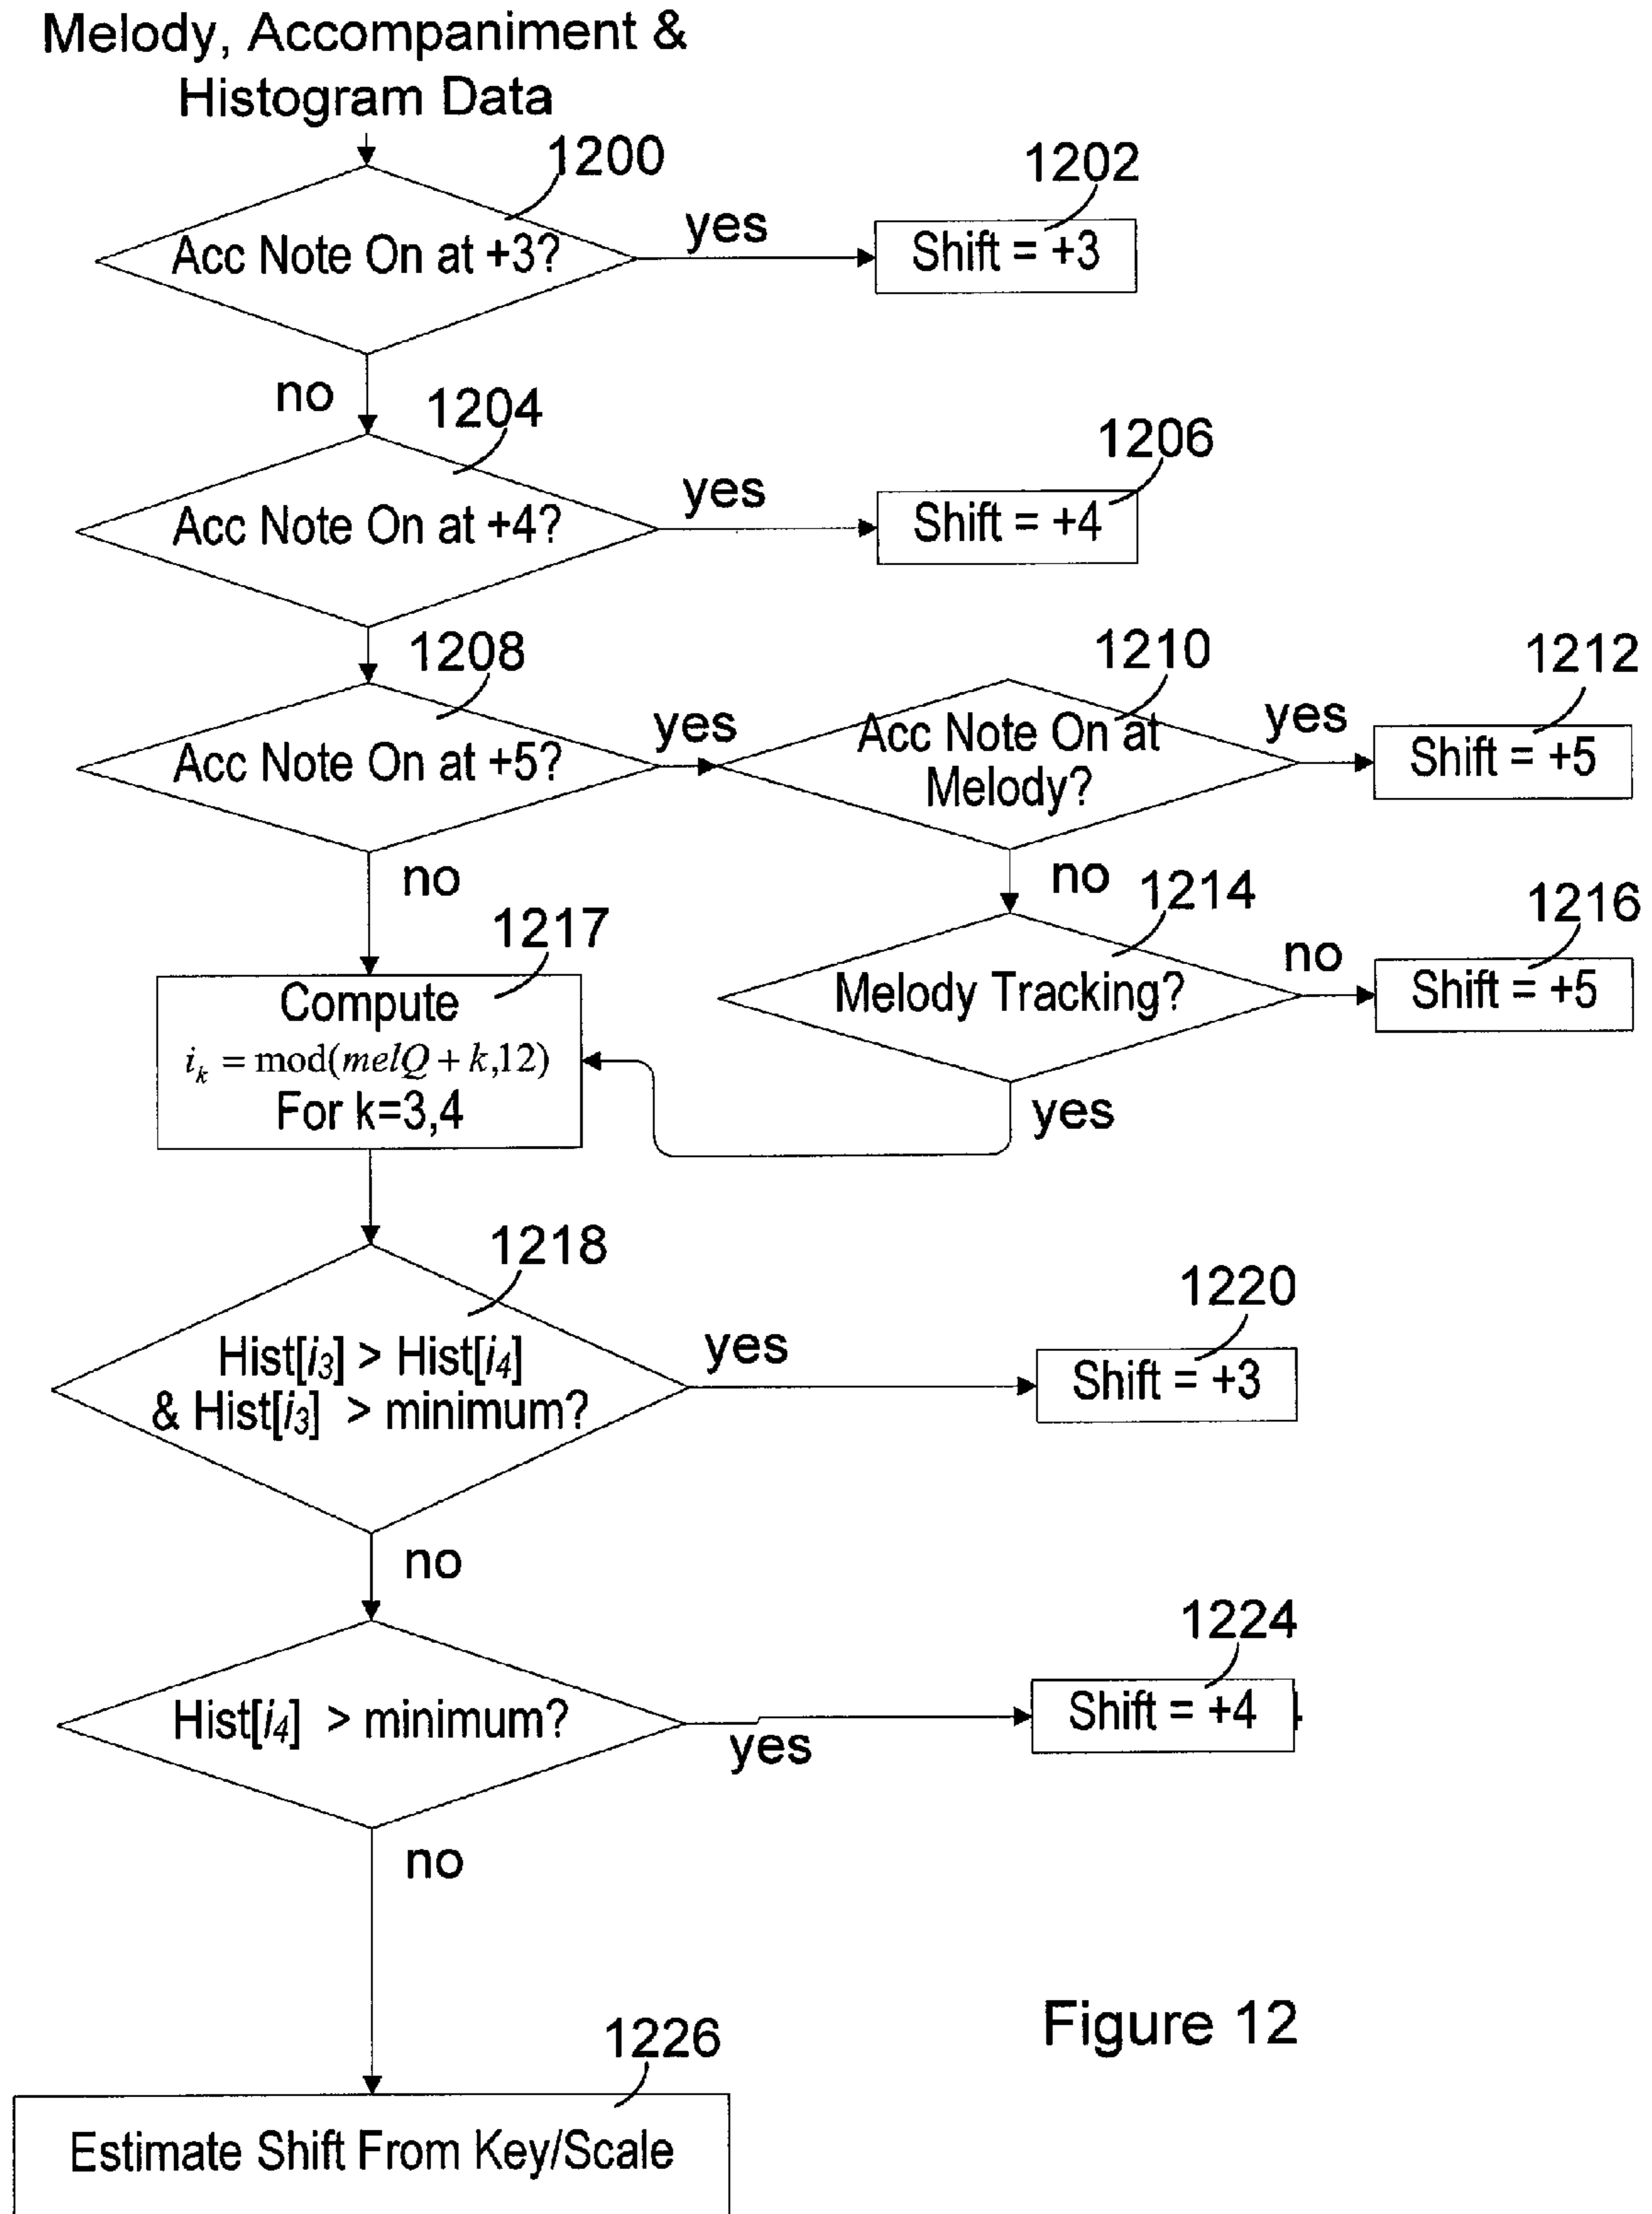 Melody, Accompaniment &
Histogram Data
1200
1202
Acc Note On at +3?
yes
Shift = +3
no
1204
1206
Acc Note On at +4?
yes
Shift = +4
1208
1210
1212
Acc Note On at +5?
yes
Acc Note On at
Melody?
yes
Shift = +5
no
no
1214
1216
1217
Compute
i_k = mod(melQ + k,12)
For k=3,4
Melody Tracking?
no
Shift = +5
yes
1218
1220
Hist[i3] > Hist[i4]
& Hist[i3] > minimum?
yes
Shift = +3
no
1224
Hist[i4] > minimum?
yes
Shift = +4
no
Figure 12
1226
Estimate Shift From Key/Scale